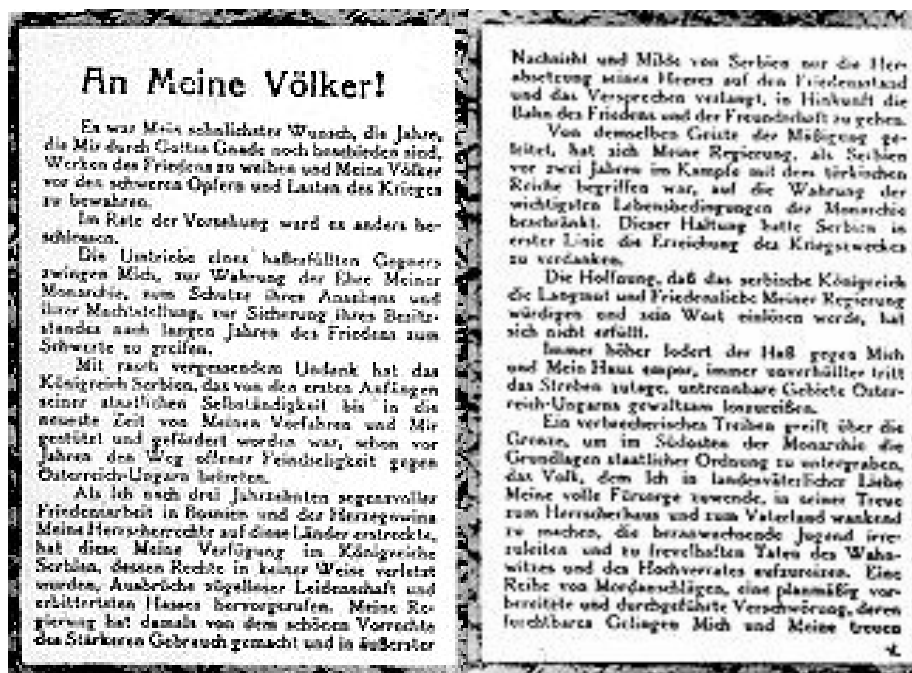 An Meine Völker!
Es war Mein sehnlichster Wunsch, die Jahre,
die Mir durch Gottes Gnade noch beschieden sind,
Werken des Friedens zu weihen und Meine Völker
vor den schweren Opfern und Lasten des Krieges
zu bewahren.
Im Rate der Vorsehung ward es anders be-
schlossen.
Die Umtriebe eines haßerfüllten Gegners
zwingen Mich, zur Wahrung der Ehre Meiner
Monarchie, zum Schutze ihres Ansehens und
ihrer Machtstellung, zur Sicherung ihres Besitz-
standes nach langen Jahren des Friedens zum
Schwerte zu greifen.
Mit rasch vergessendem Undank hat das
Königreich Serbien, das von den ersten Anfängen
seiner staatlichen Selbständigkeit bis in die
neueste Zeit von Meinen Vorfahren und Mir
gestützt und gefördert worden war, schon vor
Jahren den Weg offener Feindseligkeit gegen
Österreich-Ungarn betreten.
Als Ich nach drei Jahrzehnten segensvoller
Friedensarbeit in Bosnien und der Herzegowina
Meine Herrscherrechte auf diese Länder erstreckte,
hat diese Meine Verfügung im Königreiche
Serbien, dessen Rechte in keiner Weise verletzt
wurden, Ausbrüche zügelloser Leidenschaft und
erbittertsten Hasses hervorgerufen. Meine Re-
gierung hat damals von dem schönen Vorrechte
des Stärkeren Gebrauch gemacht und in äußerster
Nachsicht und Milde von Serbien nur die Her-
absetzung seines Heeres auf den Friedensstand
und das Versprechen verlangt, in Hinkunft die
Bahn des Friedens und der Freundschaft zu gehen.
Von demselben Geiste der Mäßigung ge-
leitet, hat sich Meine Regierung, als Serbien
vor zwei Jahren im Kampfe mit dem türkischen
Reiche begriffen war, auf die Wahrung der
wichtigsten Lebensbedingungen der Monarchie
beschränkt. Dieser Haltung hatte Serbien in
erster Linie die Erreichung des Kriegszweckes
zu verdanken.
Die Hoffnung, daß das serbische Königreich
die Langmut und Friedensliebe Meiner Regierung
würdigen und sein Wort einlösen werde, hat
sich nicht erfüllt.
Immer höher lodert der Haß gegen Mich
und Mein Haus empor, immer unverhüllter tritt
das Streben zutage, untrennbare Gebiete Öster-
reich-Ungarns gewaltsam loszureißen.
Ein verbrecherisches Treiben greift über die
Grenze, um im Südosten der Monarchie die
Grundlagen staatlicher Ordnung zu untergraben,
das Volk, dem Ich in landesväterlicher Liebe
Meine volle Fürsorge zuwende, in seiner Treue
zum Herrscherhaus und zum Vaterland wankend
zu machen, die heranwachsende Jugend irre-
zuleiten und zu frevelhaften Taten des Wahn-
witzes und des Hochverrates aufzureizen. Eine
Reihe von Mordanschlägen, eine planmäßig vor-
bereitete und durchgeführte Verschwörung, deren
furchtbares Gelingen Mich und Meine treuen